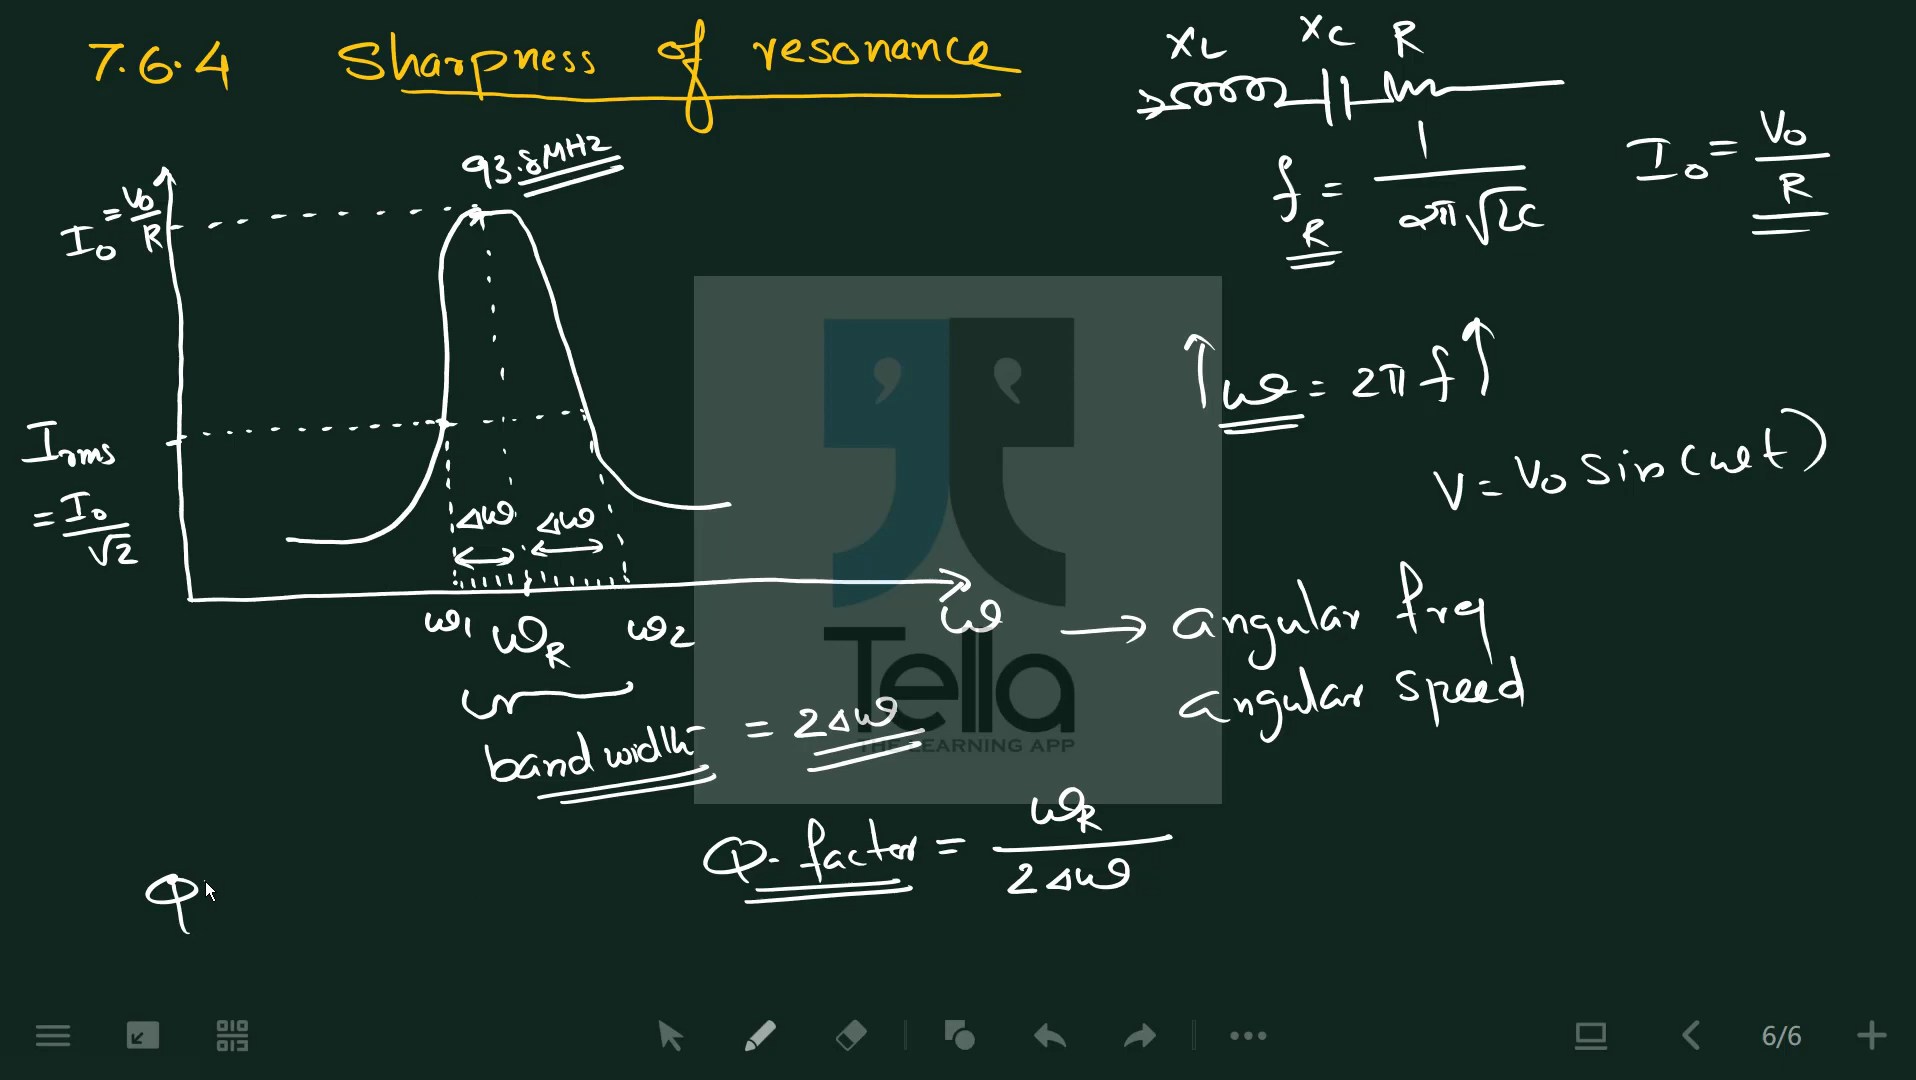 7.6.4 Sharpness of resonance
XL XC R
93.8MHz
I₀ = V₀/R
f_R = 1/2π√LC
I₀ = V₀/R
ω = 2πf
V = V₀ Sin(ωt)
Irms = I₀/√2
Δω Δω
ω₁ ω_R ω₂
ω → angular freq
angular speed
band width = 2Δω
Tella
THE LEARNING APP
Q-factor = ω_R/2Δω
Q
6/6